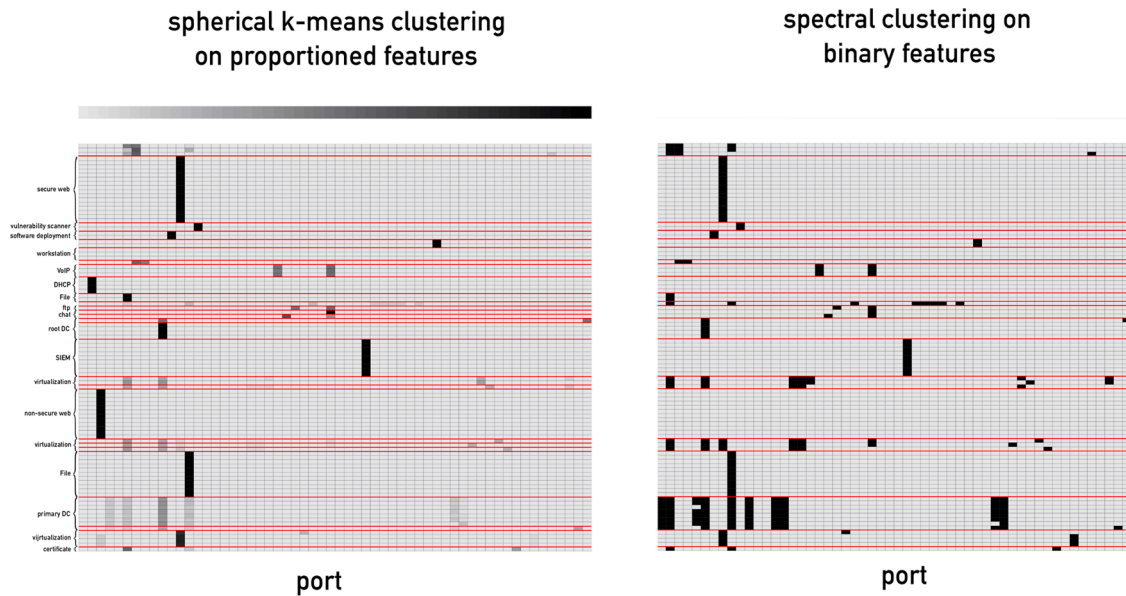 spherical k-means clustering
on proportioned features
spectral clustering on
binary features
secure web
vulnerability scanner
software deployment
workstation
VoIP
DHCP
File
ftp
chat
root DC
SIEM
virtualization
non-secure web
virtualization
File
primary DC
vijrtualization
certificate
port
port